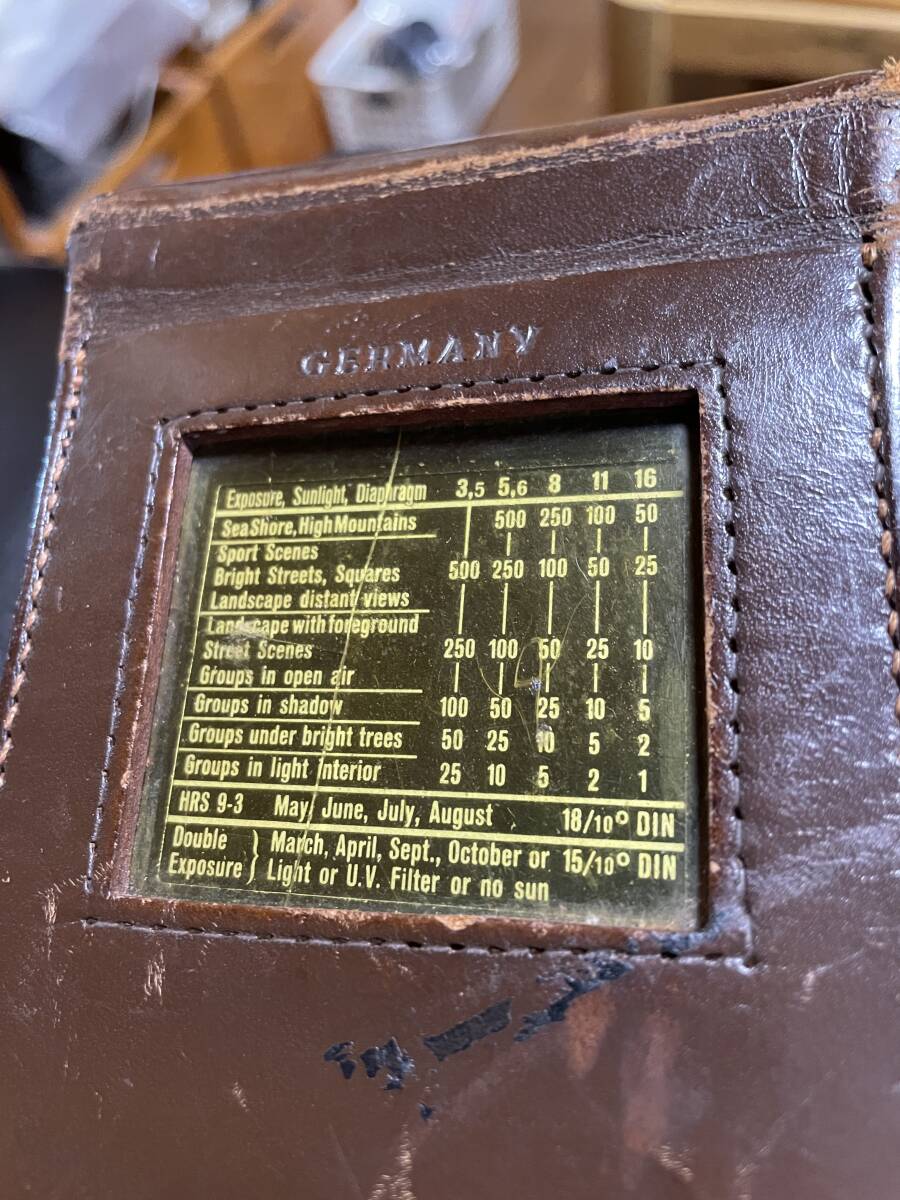 GERMANY
Exposure, Sunlight, Diaphragm 3,5 5,6 8 11 16
Sea Shore, High Mountains 500 250 100 50
Sport Scenes
Bright Streets, Squares 500 250 100 50 25
Landscape distant views
Landscape with foreground
Street Scenes 250 100 50 25 10
Groups in open air
Groups in shadow 100 50 25 10 5
Groups under bright trees 50 25 10 5 2
Groups in light interior 25 10 5 2 1
HRS 9-3 May, June, July, August 18/10° DIN
Double Exposure } March, April, Sept., October or 15/10° DIN
Light or U.V. Filter or no sun